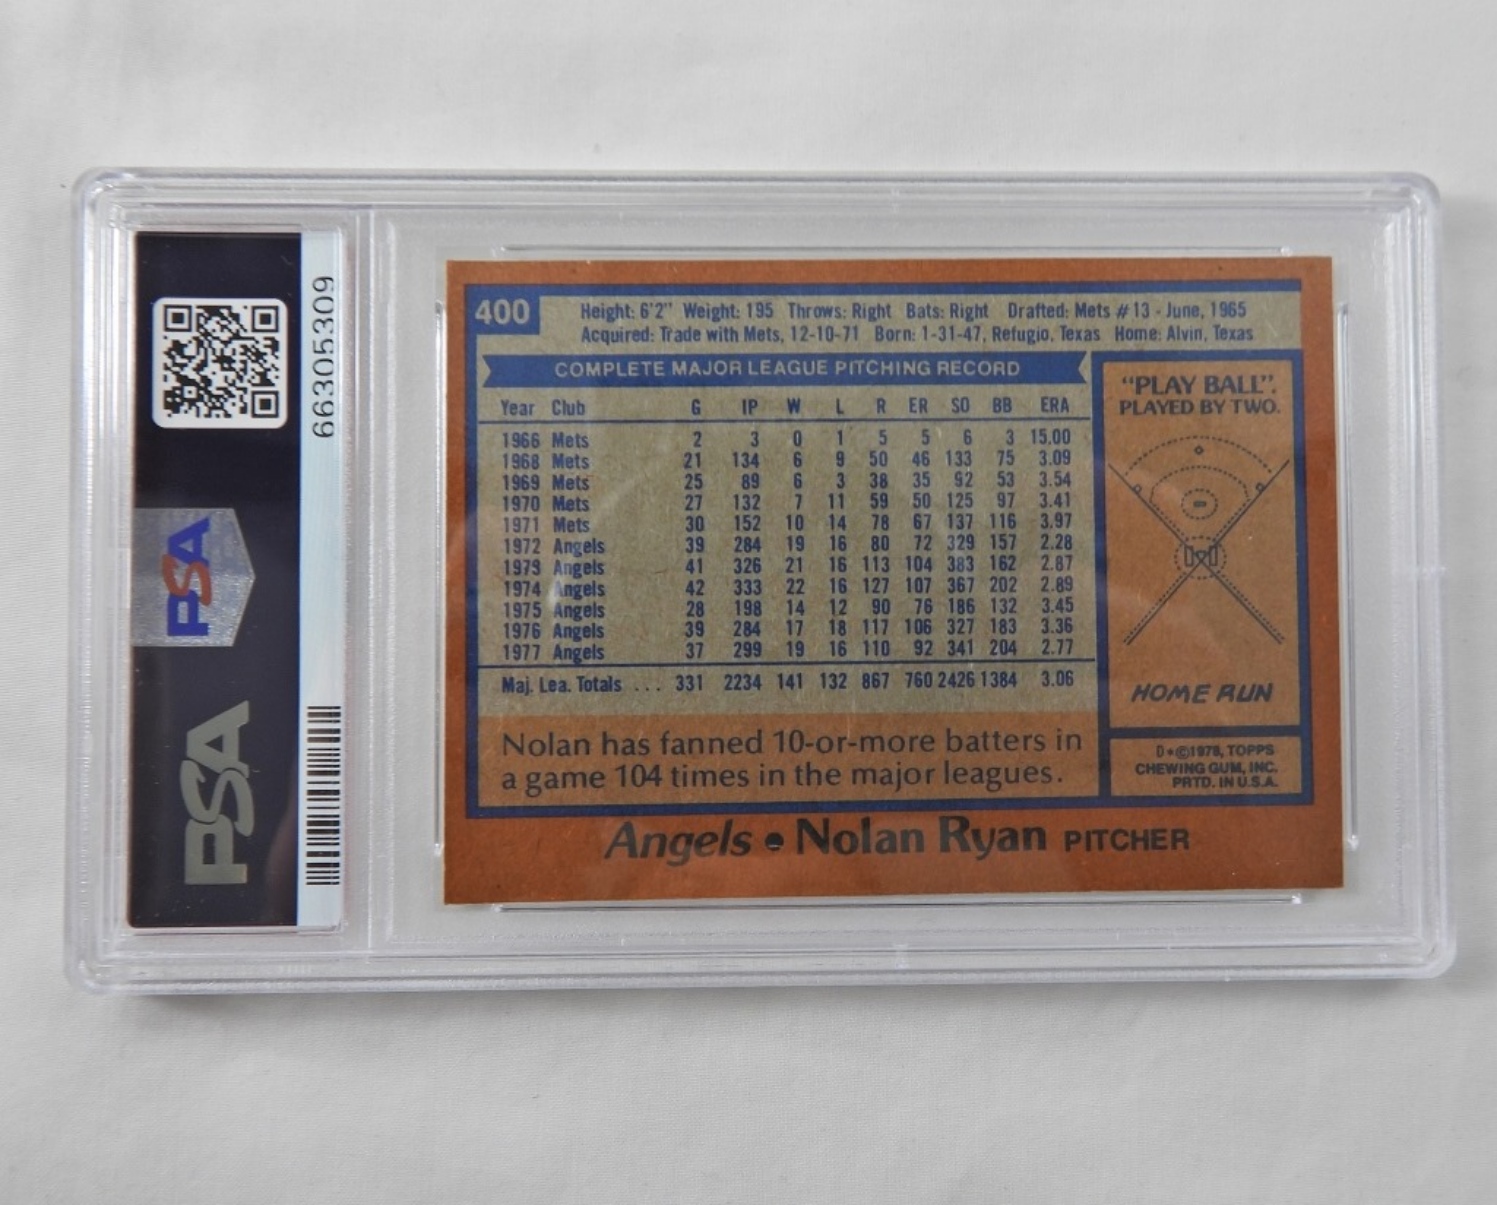 66305309
PSA
PSA
400
Height: 6'2" Weight: 195 Throws: Right Bats: Right Drafted: Mets #13 - June, 1965
Acquired: Trade with Mets, 12-10-71 Born: 1-31-47, Refugio, Texas Home: Alvin, Texas
COMPLETE MAJOR LEAGUE PITCHING RECORD
Year Club G IP W L R ER SO BB ERA
1966 Mets 2 3 0 1 5 5 6 3 15.00
1968 Mets 21 134 6 9 50 46 133 75 3.09
1969 Mets 25 89 6 3 38 35 92 53 3.54
1970 Mets 27 132 7 11 59 50 125 97 3.41
1971 Mets 30 152 10 14 78 67 137 116 3.97
1972 Angels 39 284 19 16 80 72 329 157 2.28
1973 Angels 41 326 21 16 113 104 383 162 2.87
1974 Angels 42 333 22 16 127 107 367 202 2.89
1975 Angels 28 198 14 12 90 76 186 132 3.45
1976 Angels 39 284 17 18 117 106 327 183 3.36
1977 Angels 37 299 19 16 110 92 341 204 2.77
Maj. Lea. Totals ... 331 2234 141 132 867 760 2426 1384 3.06
Nolan has fanned 10-or-more batters in
a game 104 times in the major leagues.
"PLAY BALL".
PLAYED BY TWO.
HOME RUN
D*©1978, TOPPS
CHEWING GUM, INC.
PRTD. IN U.S.A.
Angels • Nolan Ryan PITCHER